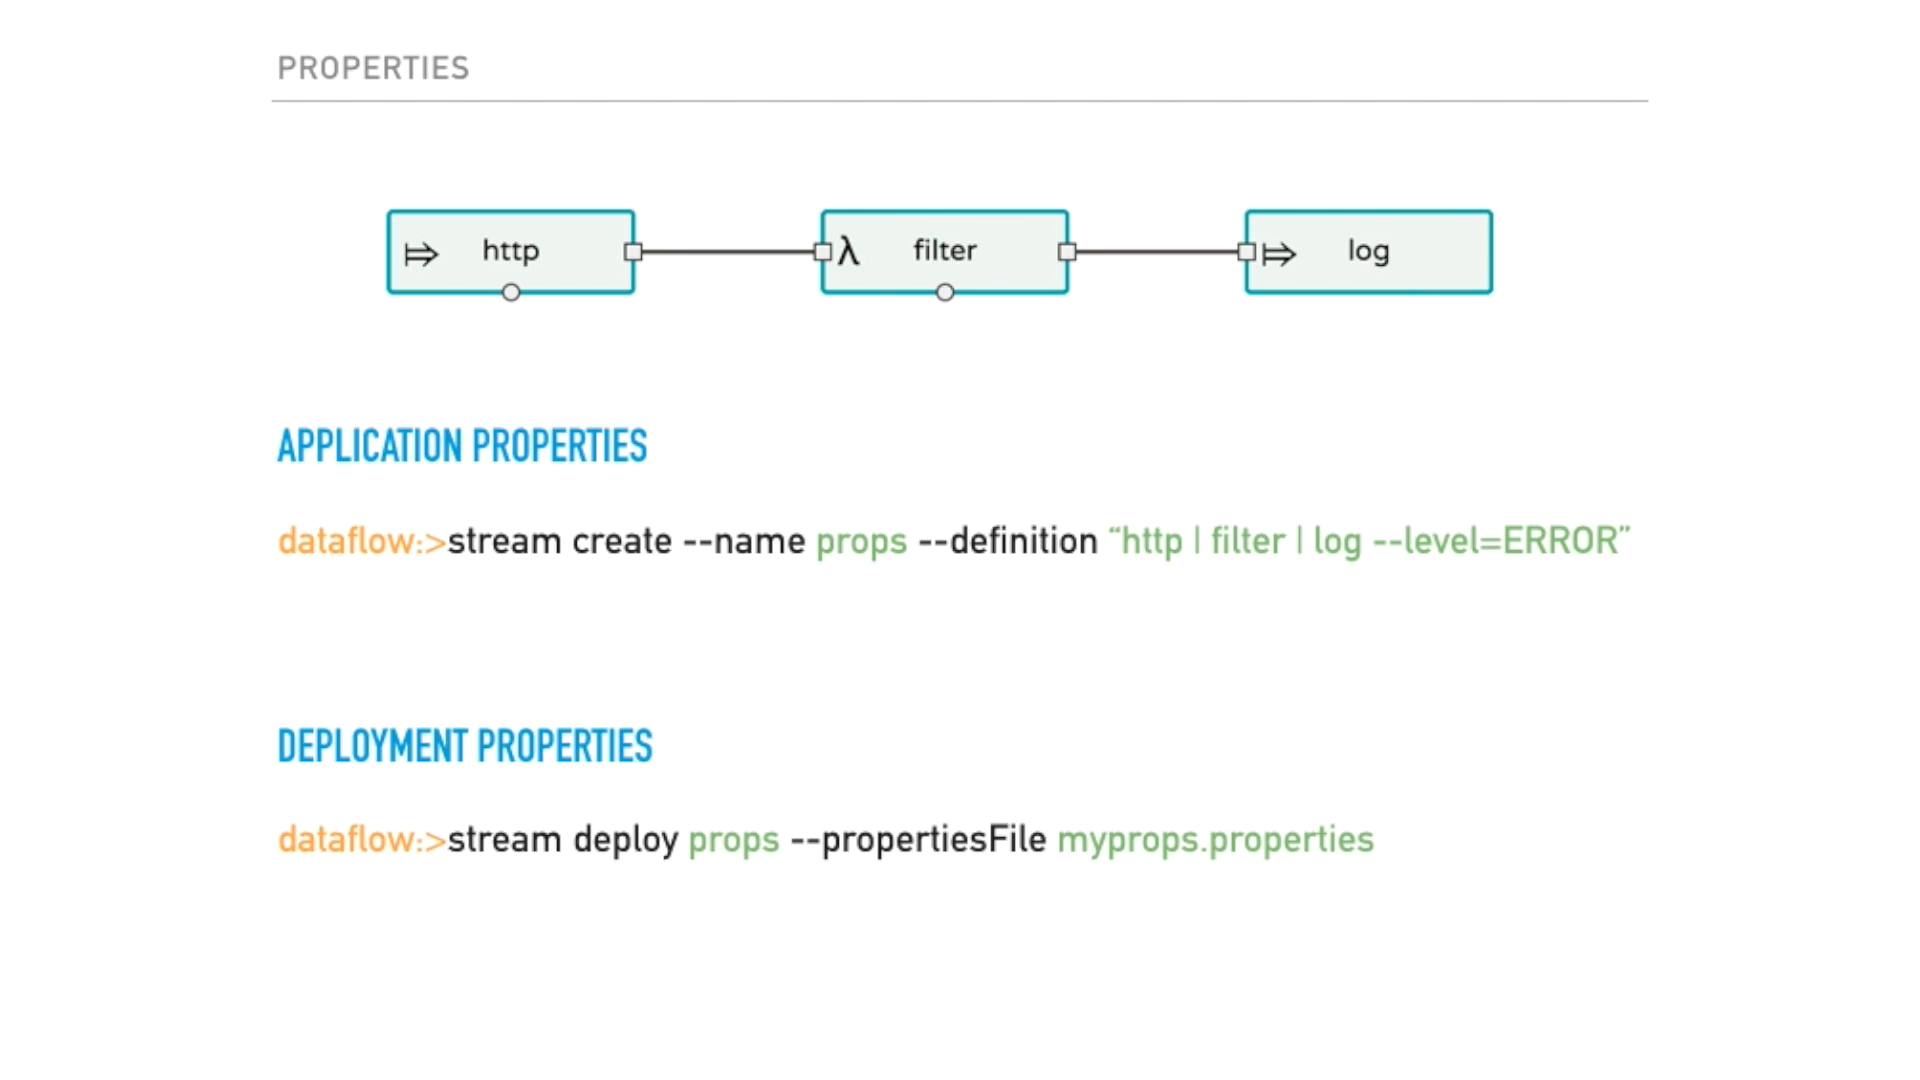 PROPERTIES
http
λ filter
log
APPLICATION PROPERTIES
dataflow:>stream create --name props --definition “http | filter | log --level=ERROR”
DEPLOYMENT PROPERTIES
dataflow:>stream deploy props --propertiesFile myprops.properties